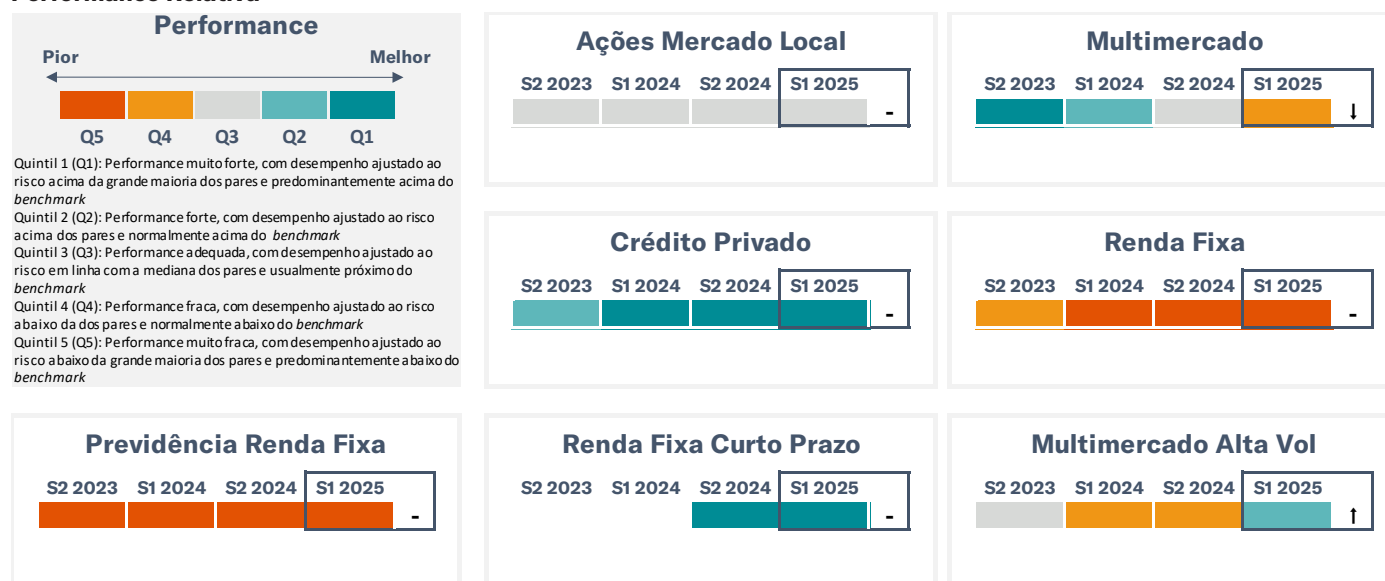 Performance
Pior Melhor
Q5 Q4 Q3 Q2 Q1
Quintil 1 (Q1): Performance muito forte, com desempenho ajustado ao
risco acima da grande maioria dos pares e predominantemente acima do
benchmark
Quintil 2 (Q2): Performance forte, com desempenho ajustado ao risco
acima dos pares e normalmente acima do benchmark
Quintil 3 (Q3): Performance adequada, com desempenho ajustado ao
risco em linha com a mediana dos pares e usualmente próximo do
benchmark
Quintil 4 (Q4): Performance fraca, com desempenho ajustado ao risco
abaixo da dos pares e normalmente abaixo do benchmark
Quintil 5 (Q5): Performance muito fraca, com desempenho ajustado ao
risco abaixo da grande maioria dos pares e predominantemente abaixo do
benchmark
Ações Mercado Local
S2 2023 S1 2024 S2 2024 S1 2025
-
Multimercado
S2 2023 S1 2024 S2 2024 S1 2025
↓
Crédito Privado
S2 2023 S1 2024 S2 2024 S1 2025
-
Renda Fixa
S2 2023 S1 2024 S2 2024 S1 2025
-
Previdência Renda Fixa
S2 2023 S1 2024 S2 2024 S1 2025
-
Renda Fixa Curto Prazo
S2 2023 S1 2024 S2 2024 S1 2025
-
Multimercado Alta Vol
S2 2023 S1 2024 S2 2024 S1 2025
↑